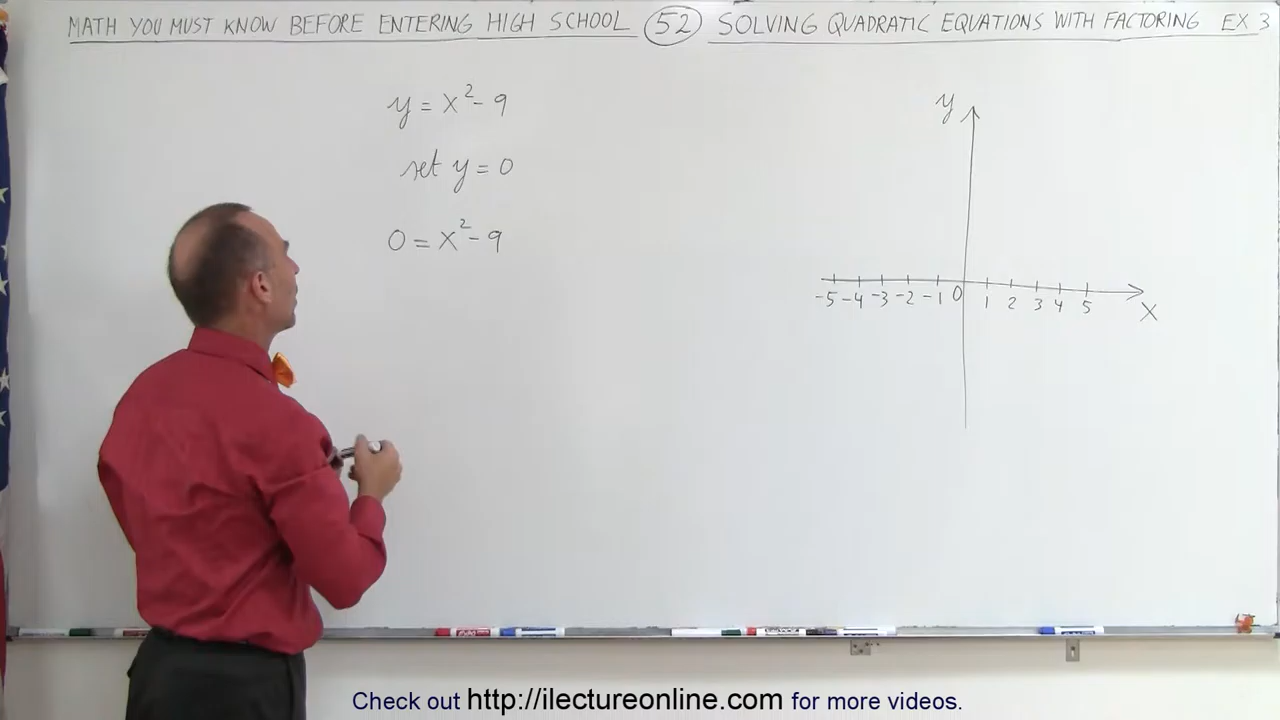 MATH YOU MUST KNOW BEFORE ENTERING HIGH SCHOOL 52 SOLVING QUADRATIC EQUATIONS WITH FACTORING EX 3
y = x² - 9
set y = 0
0 = x² - 9
y
-5 -4 -3 -2 -1 0 1 2 3 4 5
x
Check out http://ilectureonline.com for more videos.